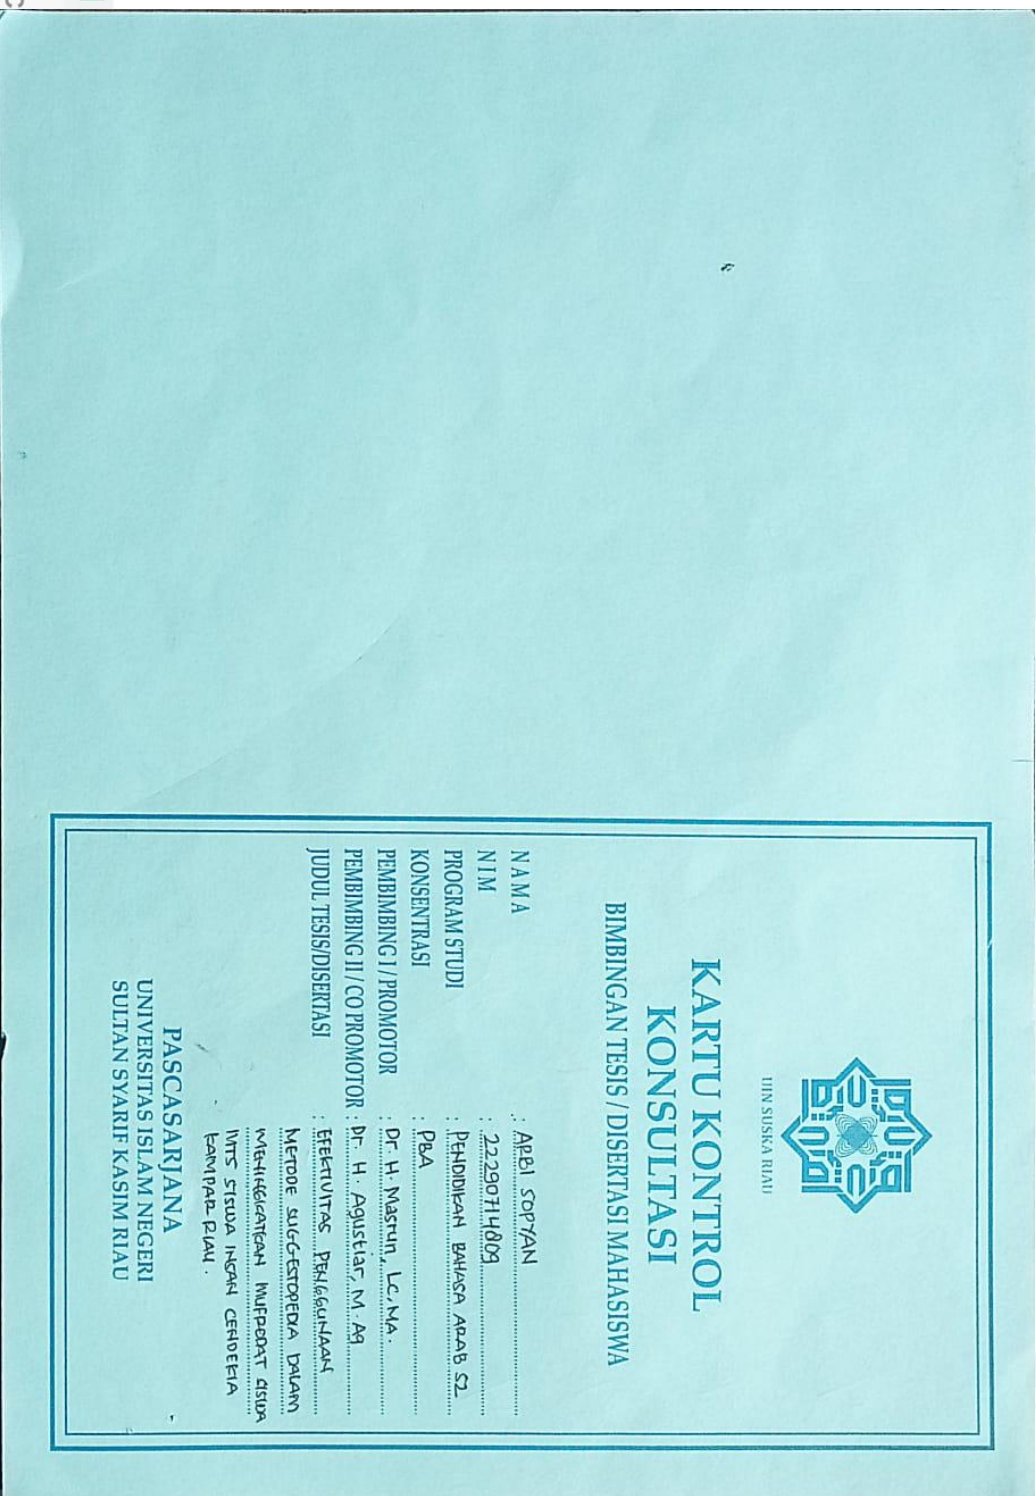 UIN SUSKA RIAU
KARTU KONTROL
KONSULTASI
BIMBINGAN TESIS / DISERTASI MAHASISWA
NAMA : ARBI SOPYAN
NIM : 22290714809
PROGRAM STUDI : PENDIDIKAN BAHASA ARAB S2
KONSENTRASI : PBA
PEMBIMBING I / PROMOTOR : Dr. H. Masrun, LC, MA.
PEMBIMBING II / CO PROMOTOR : Dr. H. Agustiar, M. Ag
JUDUL TESIS/DISERTASI : EFEKTIVITAS PENGGUNAAN
METODE SUGGESTOPEDIA DALAM
MENINGKATKAN MUFRODAT SISWA
SISWA INSAN CENDEKIA
KAMPAR RIAU.
PASCASARJANA
UNIVERSITAS ISLAM NEGERI
SULTAN SYARIF KASIM RIAU